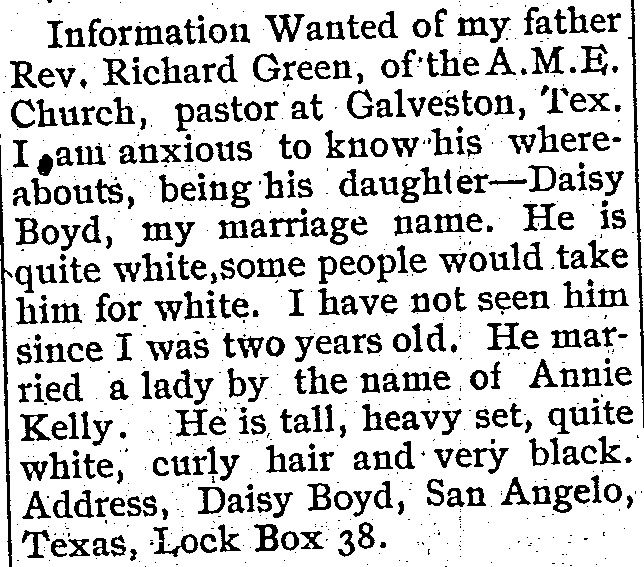 Information Wanted of my father
Rev. Richard Green, of the A.M.E.
Church, pastor at Galveston, Tex.
I am anxious to know his where-
abouts, being his daughter—Daisy
Boyd, my marriage name. He is
quite white, some people would take
him for white. I have not seen him
since I was two years old. He mar-
ried a lady by the name of Annie
Kelly. He is tall, heavy set, quite
white, curly hair and very black.
Address, Daisy Boyd, San Angelo,
Texas, Lock Box 38.